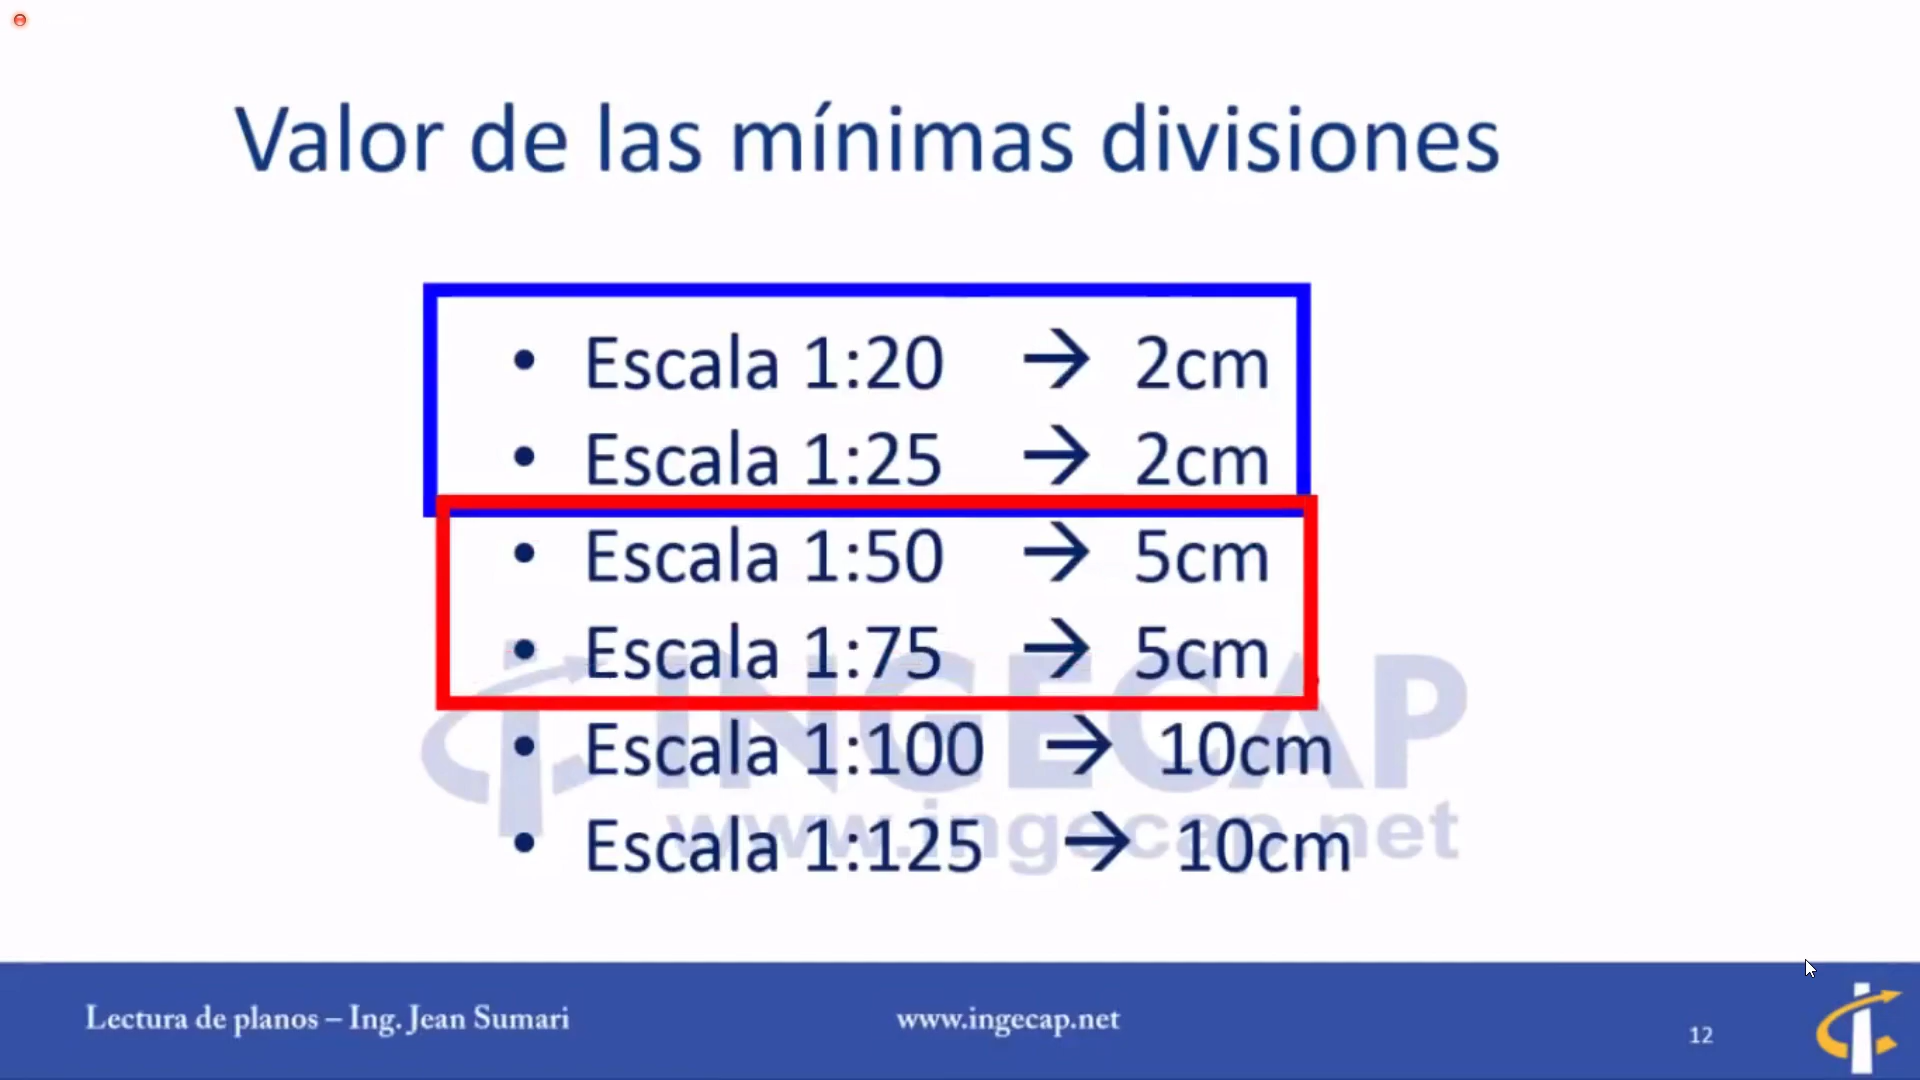 Valor de las mínimas divisiones
• Escala 1:20 → 2cm
• Escala 1:25 → 2cm
• Escala 1:50 → 5cm
• Escala 1:75 → 5cm
• Escala 1:100 → 10cm
• Escala 1:125 → 10cm
INGECAP
www.ingecap.net
Lectura de planos – Ing. Jean Sumari
www.ingecap.net
12